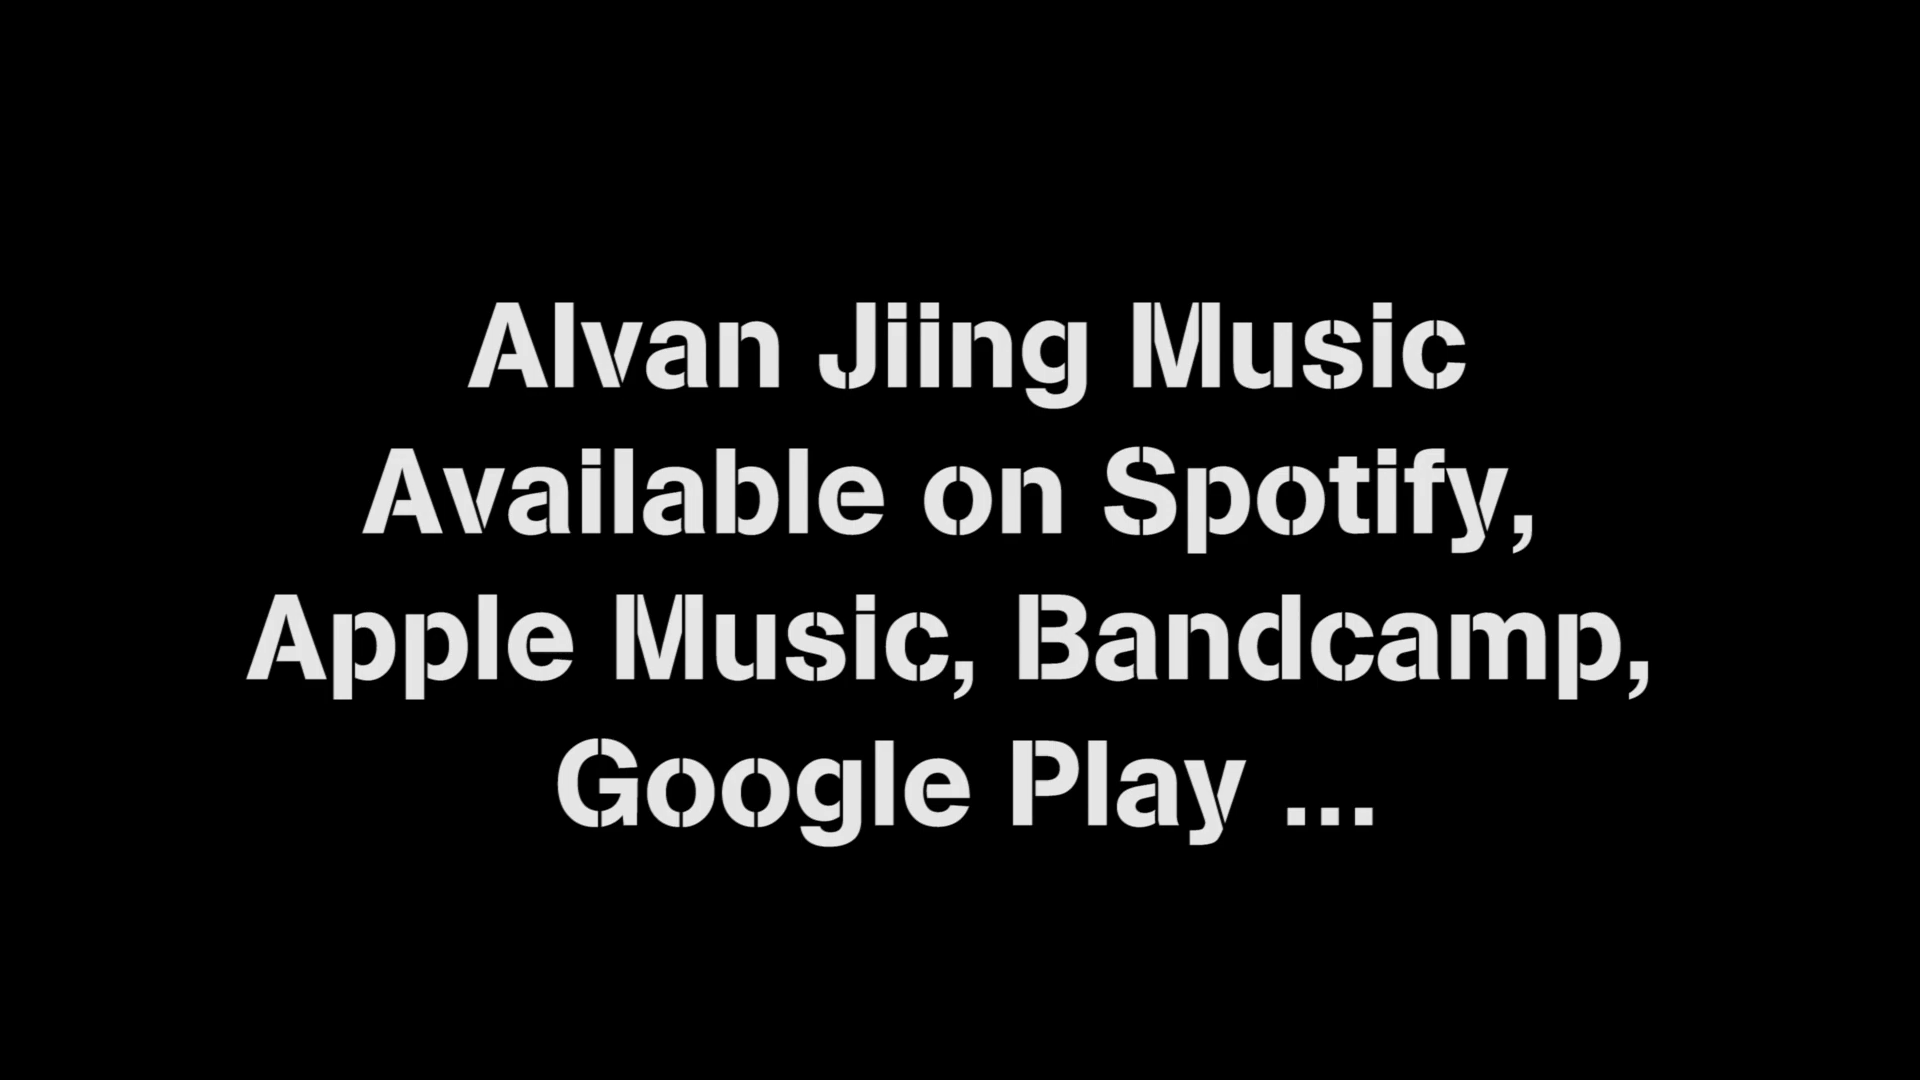 Alvan Jiing Music
Available on Spotify,
Apple Music, Bandcamp,
Google Play ...